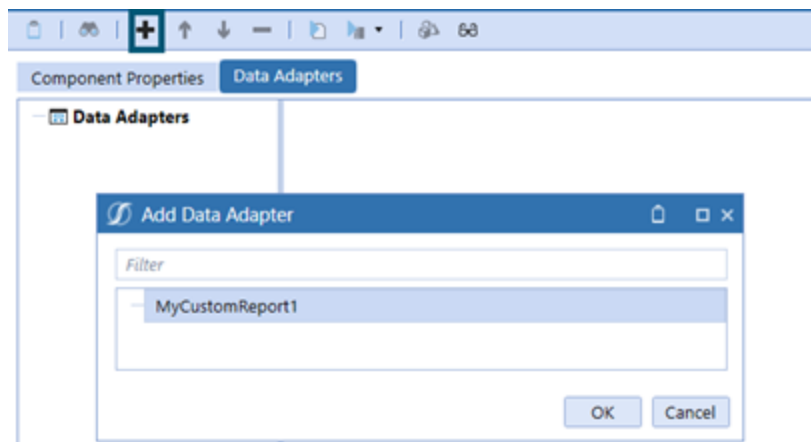 Component Properties Data Adapters
Data Adapters
Add Data Adapter
Filter
MyCustomReport1
OK Cancel